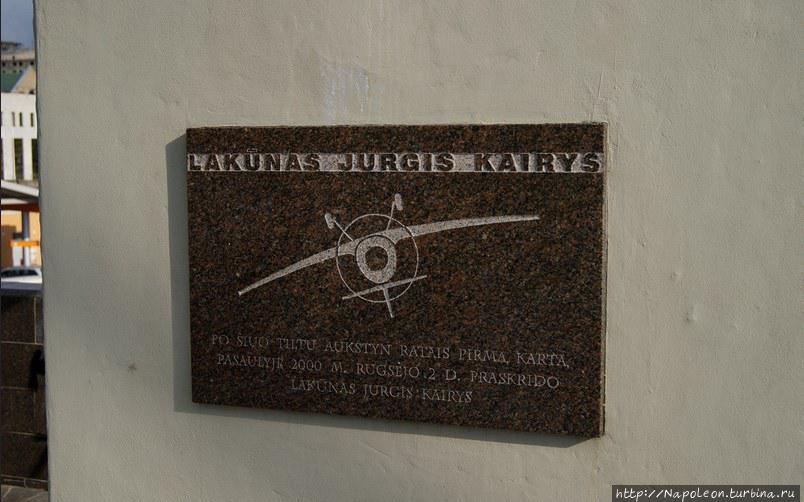 LAKŪNAS JURGIS KAIRYS
PO ŠIUO TILTU AUKŠTYN RATAIS PIRMĄ KARTĄ
PASAULYJE 2000 M. RUGSĖJO 2 D. PRASKRIDO
LAKŪNAS JURGIS KAIRYS
http://Napoleon.turbina.ru